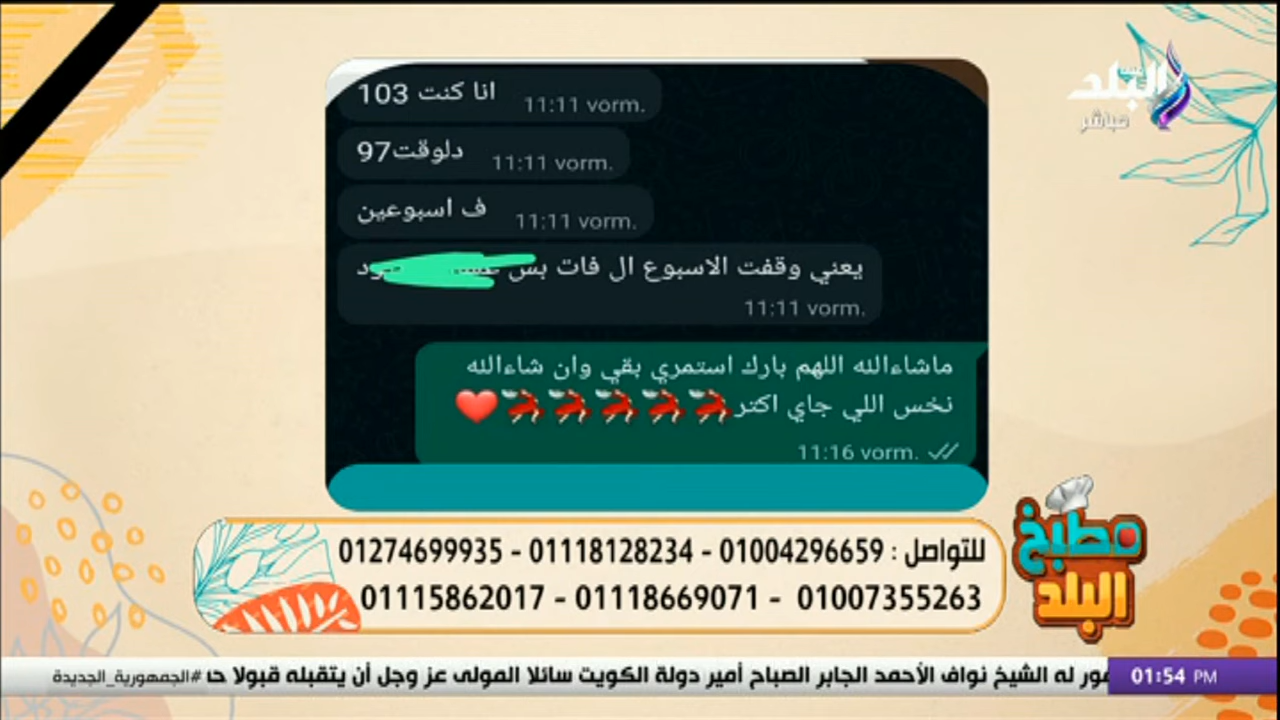 صدى البلد
مباشر
انا كنت 103
11:11 vorm.
دلوقت97
11:11 vorm.
ف اسبوعين
11:11 vorm.
يعني وقفت الاسبوع ال فات بس
11:11 vorm.
ماشاءالله اللهم بارك استمري بقي وان شاءالله
نخس اللي جاي اكتر💃💃💃💃💃❤️
11:16 vorm.
للتواصل : 01004296659 - 01118128234 - 01274699935
01007355263 - 01118669071 - 01115862017
مطبخ
البلد
01:54 PM
له الشيخ نواف الأحمد الجابر الصباح أمير دولة الكويت سائلا المولى عز وجل أن يتقبله قبولا
#الجمهورية_الجديدة